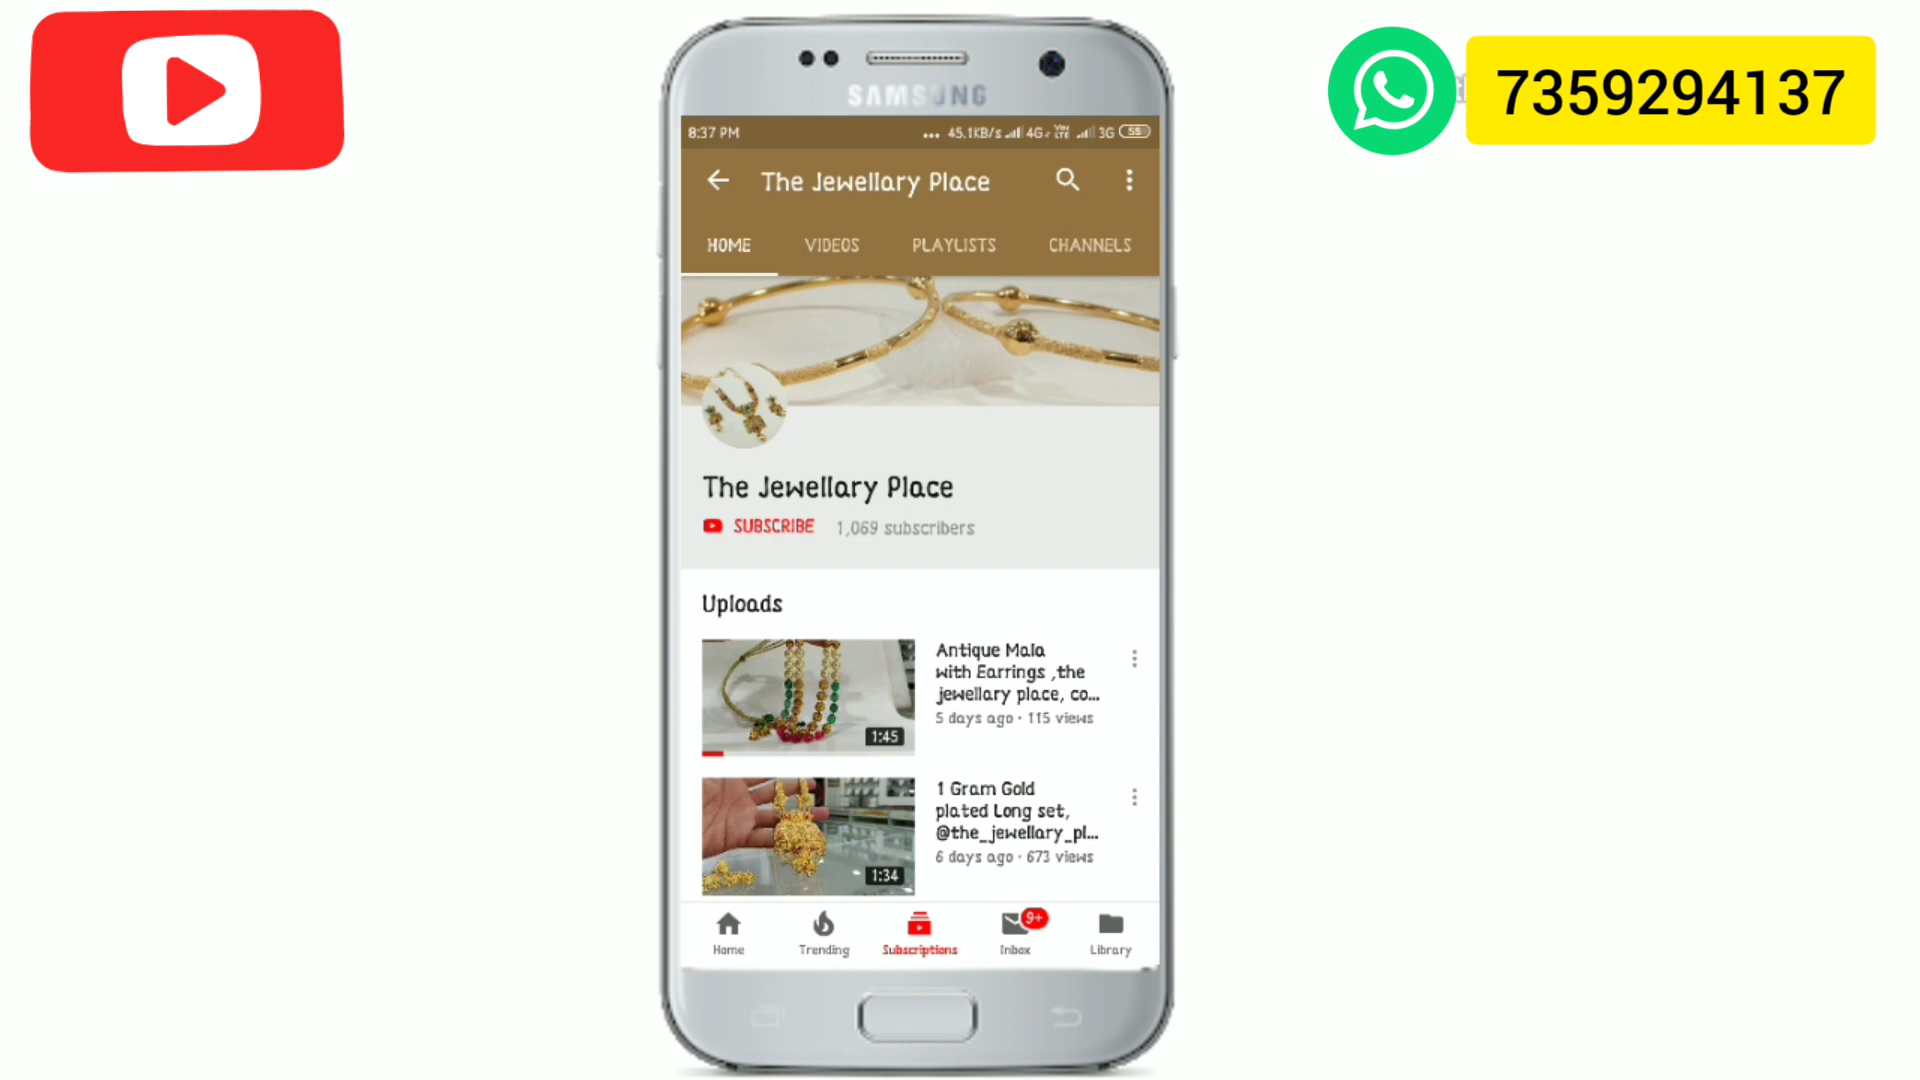 7359294137
SAMSUNG
8:37 PM
45.1KB/s 4G VoLTE 3G 55
The Jewellary Place
HOME VIDEOS PLAYLISTS CHANNELS
The Jewellary Place
SUBSCRIBE 1,069 subscribers
Uploads
Antique Mala
with Earrings ,the
jewellary place, co...
5 days ago · 115 views
1:45
1 Gram Gold
plated Long set,
@the_jewellary_pl...
6 days ago · 673 views
1:34
9+
Home Trending Subscriptions Inbox Library